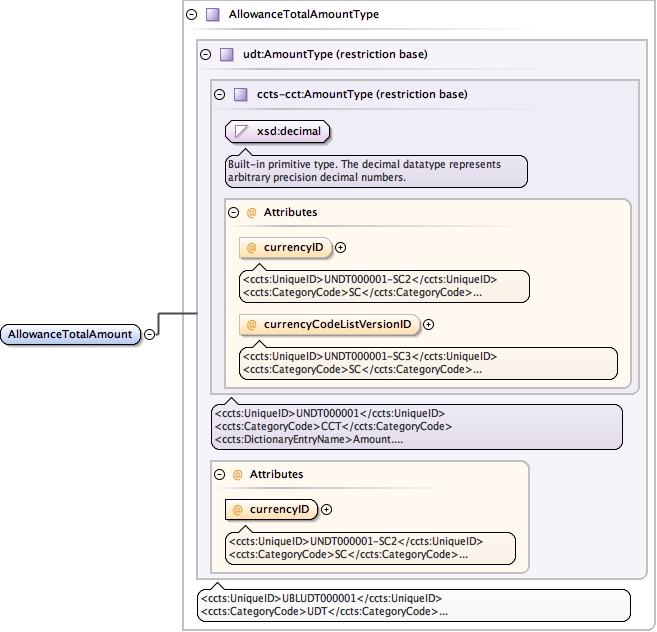 AllowanceTotalAmountType
udt:AmountType (restriction base)
ccts-cct:AmountType (restriction base)
xsd:decimal
Built-in primitive type. The decimal datatype represents
arbitrary precision decimal numbers.
@ Attributes
@ currencyID
<ccts:UniqueID>UNDT000001-SC2</ccts:UniqueID>
<ccts:CategoryCode>SC</ccts:CategoryCode>...
@ currencyCodeListVersionID
<ccts:UniqueID>UNDT000001-SC3</ccts:UniqueID>
<ccts:CategoryCode>SC</ccts:CategoryCode>...
AllowanceTotalAmount
<ccts:UniqueID>UNDT000001</ccts:UniqueID>
<ccts:CategoryCode>CCT</ccts:CategoryCode>
<ccts:DictionaryEntryName>Amount....
@ Attributes
@ currencyID
<ccts:UniqueID>UNDT000001-SC2</ccts:UniqueID>
<ccts:CategoryCode>SC</ccts:CategoryCode>...
<ccts:UniqueID>UBLUDT000001</ccts:UniqueID>
<ccts:CategoryCode>UDT</ccts:CategoryCode>...